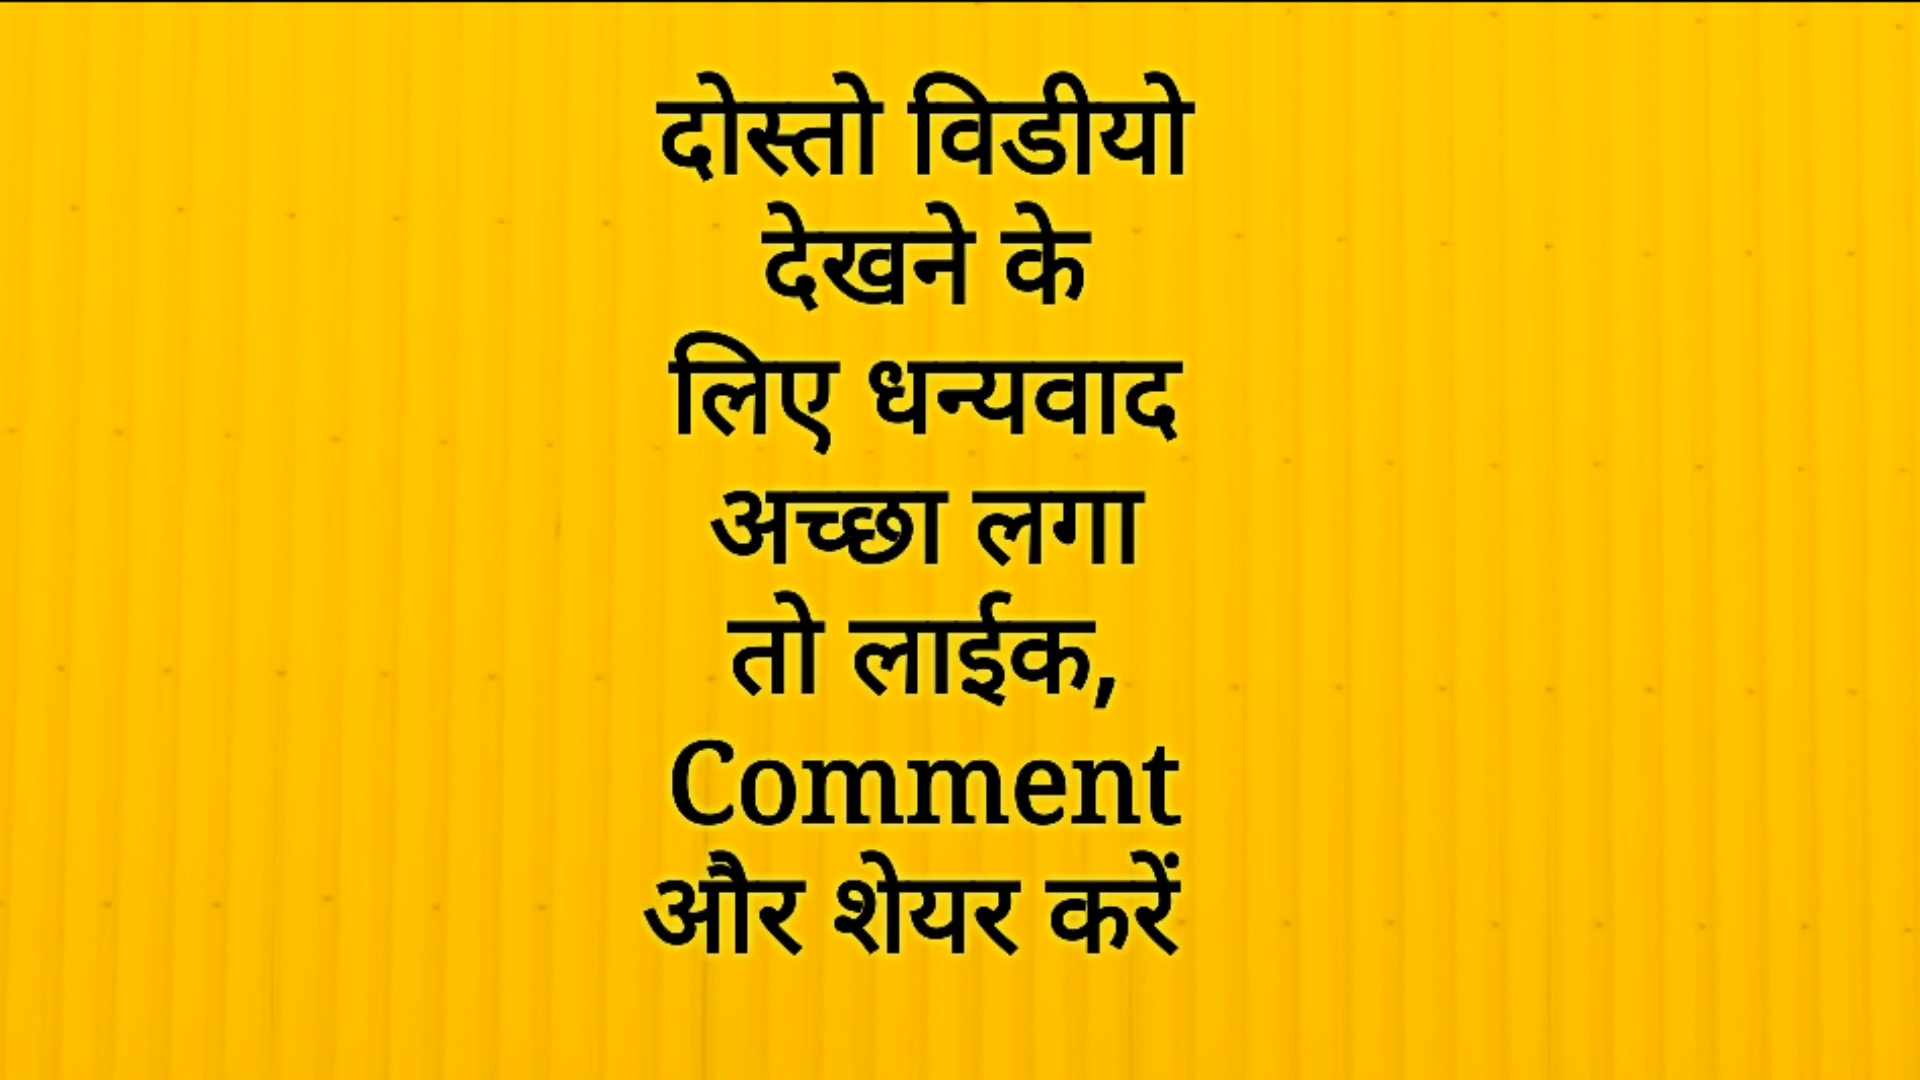 दोस्तो विडीयो
देखने के
लिए धन्यवाद
अच्छा लगा
तो लाईक,
Comment
और शेयर करें